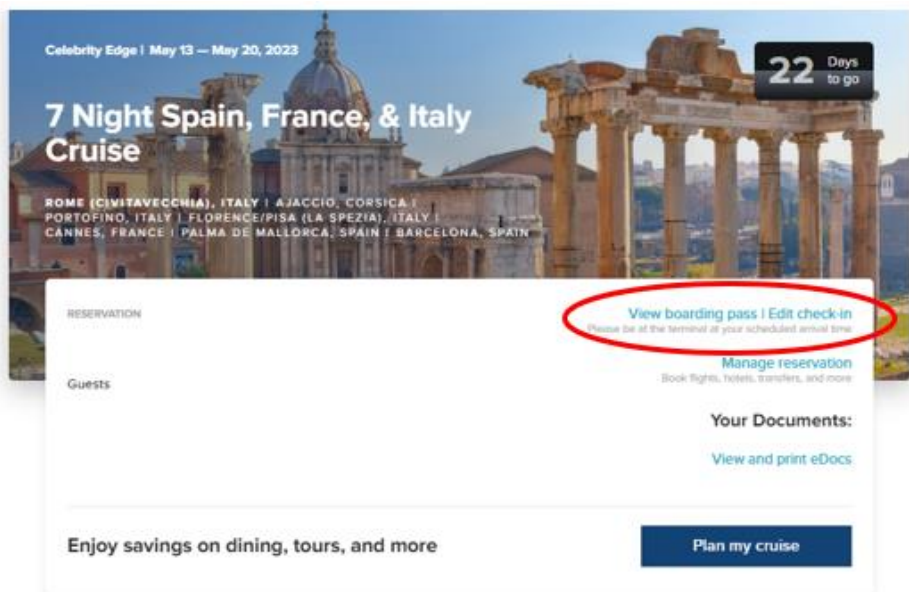 Celebrity Edge | May 13 — May 20, 2023
22 Days
to go
7 Night Spain, France, & Italy
Cruise
ROME (CIVITAVECCHIA), ITALY | AJACCIO, CORSICA |
PORTOFINO, ITALY | FLORENCE/PISA (LA SPEZIA), ITALY |
CANNES, FRANCE | PALMA DE MALLORCA, SPAIN | BARCELONA, SPAIN
RESERVATION
View boarding pass | Edit check-in
Please be at the terminal at your scheduled arrival time
Manage reservation
Book flights, hotels, transfers, and more
Guests
Your Documents:
View and print eDocs
Enjoy savings on dining, tours, and more
Plan my cruise